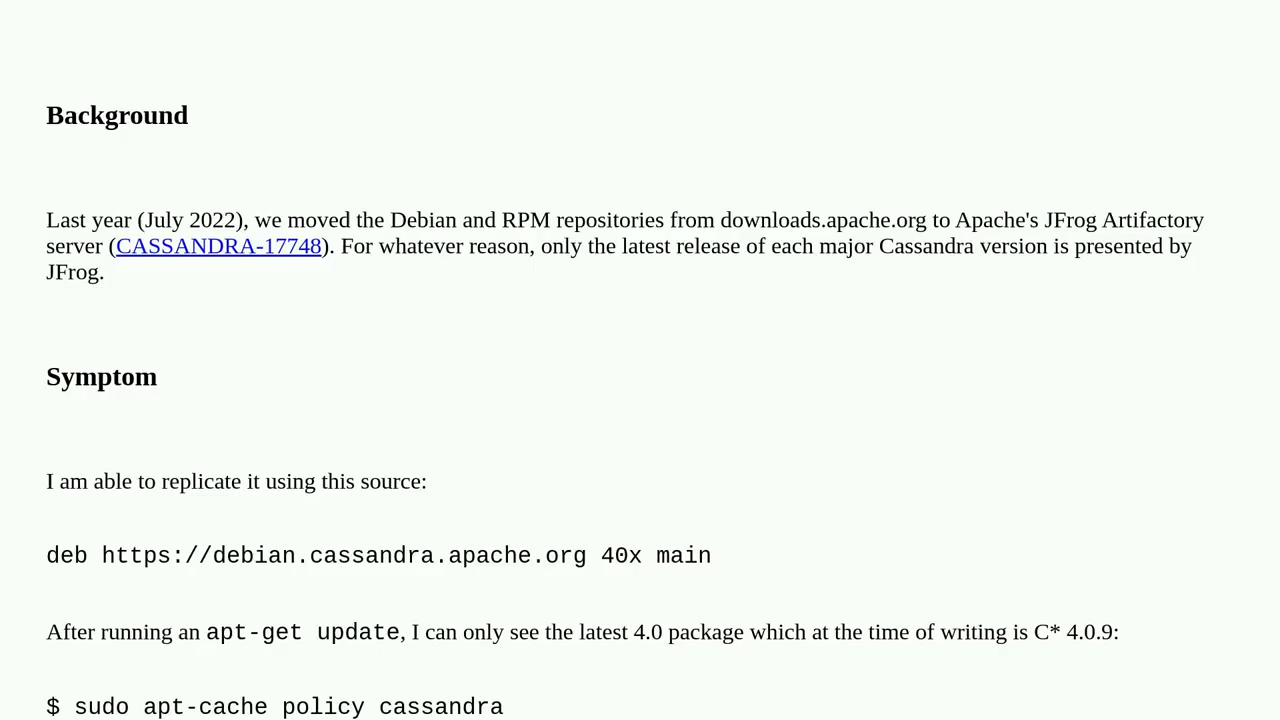 Background
Last year (July 2022), we moved the Debian and RPM repositories from downloads.apache.org to Apache's JFrog Artifactory
server (CASSANDRA-17748). For whatever reason, only the latest release of each major Cassandra version is presented by
JFrog.
Symptom
I am able to replicate it using this source:
deb https://debian.cassandra.apache.org 40x main
After running an apt-get update, I can only see the latest 4.0 package which at the time of writing is C* 4.0.9:
$ sudo apt-cache policy cassandra